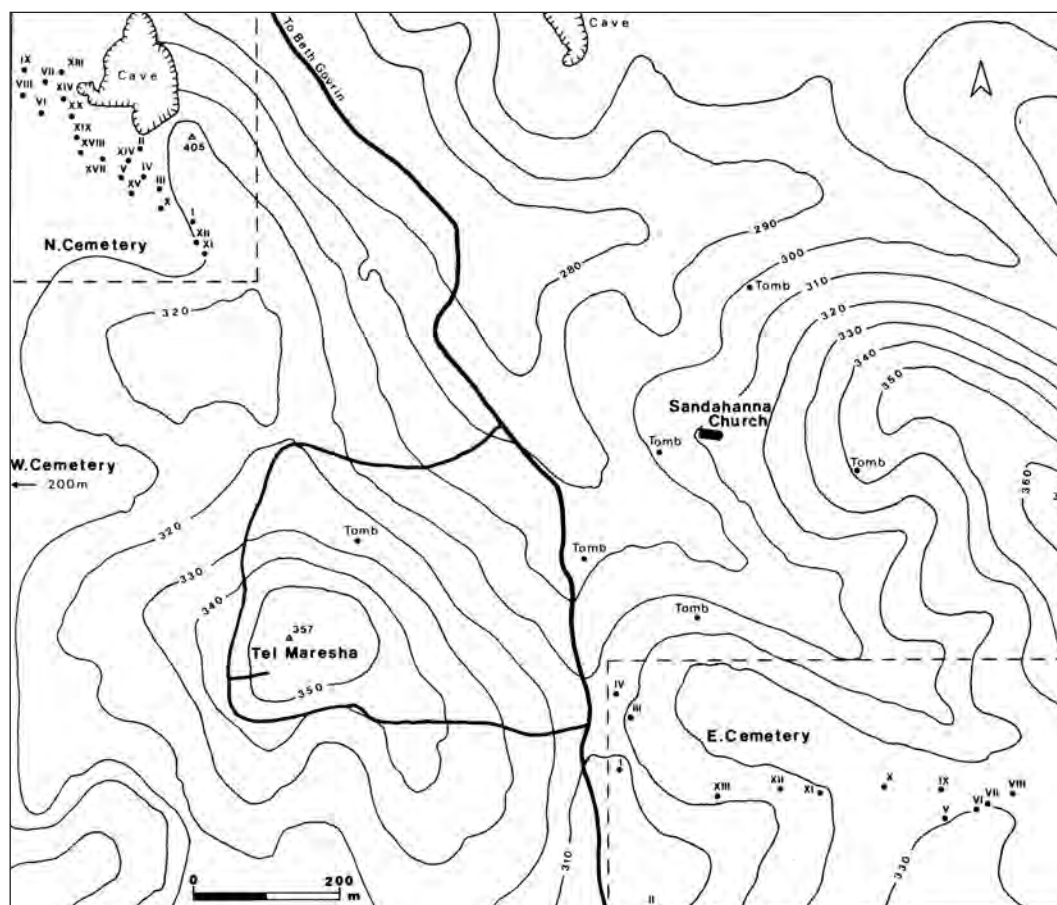 Cave
To Beth Govrin
Cave
IX
VII
XIII
VIII
XIV
VI
XX
XIX
XVIII
XVII
II
XIV
V
IV
XV
III
X
405
I
XII
XI
N.Cemetery
280
290
300
310
320
330
340
350
360
Tomb
320
Sandahanna
Church
Tomb
Tomb
W.Cemetery
200m
320
330
340
Tomb
Tomb
Tomb
357
Tel Maresha
350
IV
III
I
E.Cemetery
XIII
XII
XI
X
IX
V
VI
VII
VIII
310
330
II
0 200
m